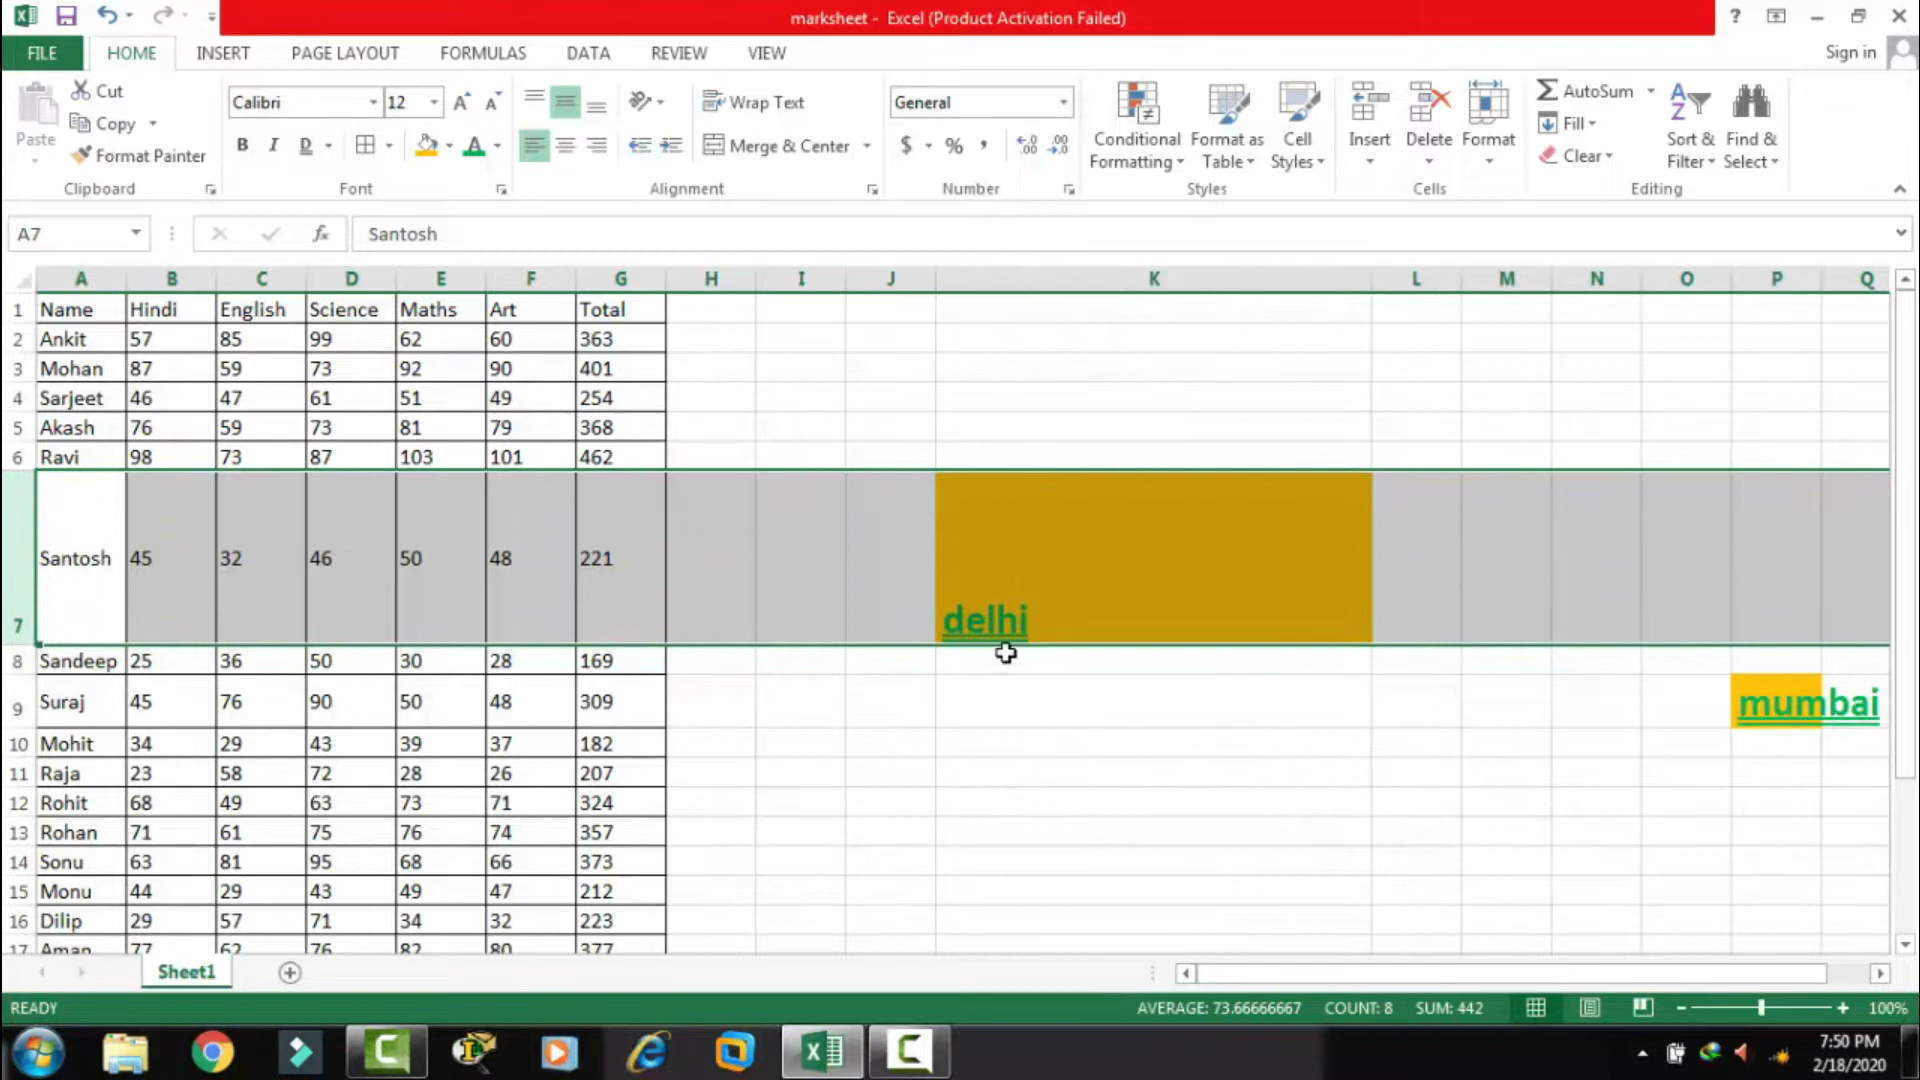 marksheet - Excel (Product Activation Failed)
?
FILE HOME INSERT PAGE LAYOUT FORMULAS DATA REVIEW VIEW Sign in
Paste
Cut
Copy
Format Painter
Clipboard
Calibri 12
B I D A
Font
Wrap Text
Merge & Center
Alignment
General
$ % ,
Number
Conditional Formatting
Format as Table
Cell Styles
Styles
Insert Delete Format
Cells
AutoSum
Fill
Clear
Sort & Filter
Find & Select
Editing
A7 fx Santosh
A B C D E F G H I J K L M N O P Q
1 Name Hindi English Science Maths Art Total
2 Ankit 57 85 99 62 60 363
3 Mohan 87 59 73 92 90 401
4 Sarjeet 46 47 61 51 49 254
5 Akash 76 59 73 81 79 368
6 Ravi 98 73 87 103 101 462
7 Santosh 45 32 46 50 48 221 delhi
8 Sandeep 25 36 50 30 28 169
9 Suraj 45 76 90 50 48 309 mumbai
10 Mohit 34 29 43 39 37 182
11 Raja 23 58 72 28 26 207
12 Rohit 68 49 63 73 71 324
13 Rohan 71 61 75 76 74 357
14 Sonu 63 81 95 68 66 373
15 Monu 44 29 43 49 47 212
16 Dilip 29 57 71 34 32 223
17 Aman 77 62 76 82 80 377
Sheet1
READY AVERAGE: 73.66666667 COUNT: 8 SUM: 442 100%
7:50 PM
2/18/2020